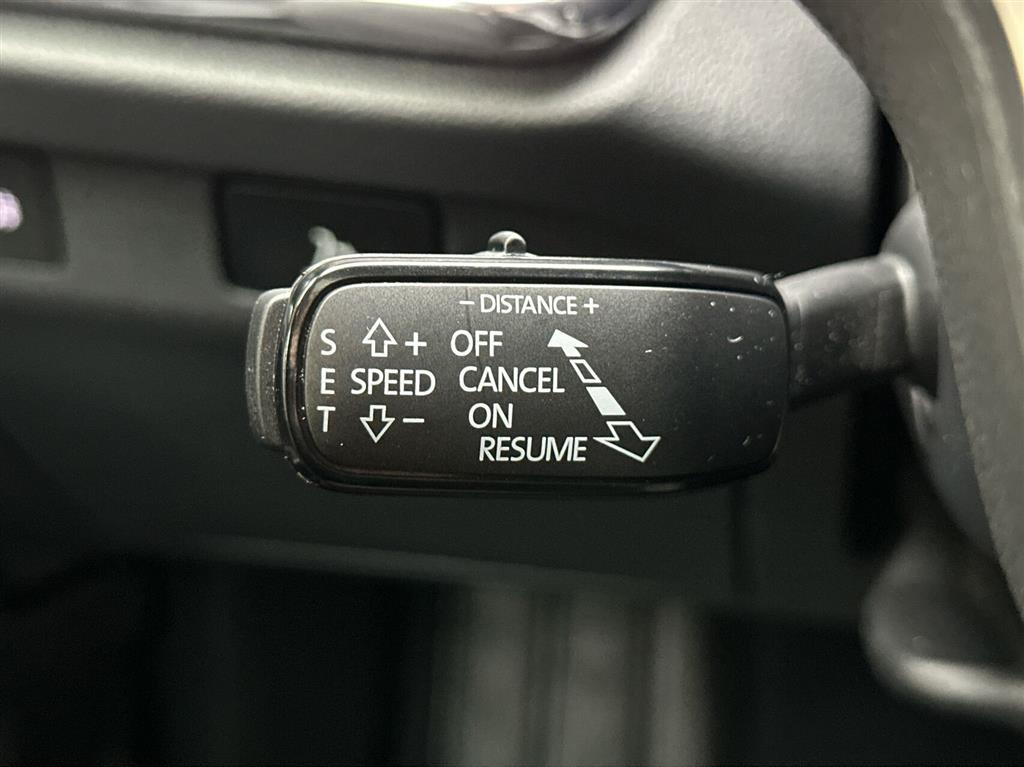 − DISTANCE +
S + OFF
E SPEED CANCEL
T − ON
RESUME